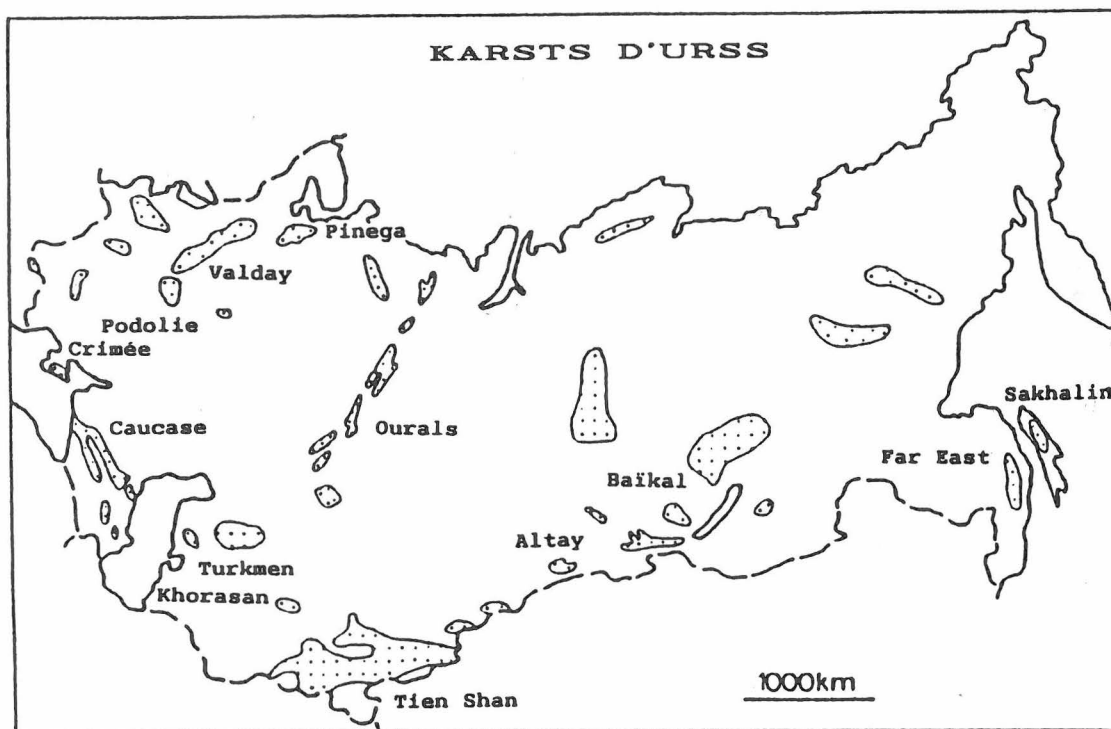 KARSTS D'URSS
Pinega
Valday
Podolie
Crimée
Caucase
Ourals
Sakhalin
Far East
Baïkal
Altay
Turkmen
Khorasan
Tien Shan
1000km